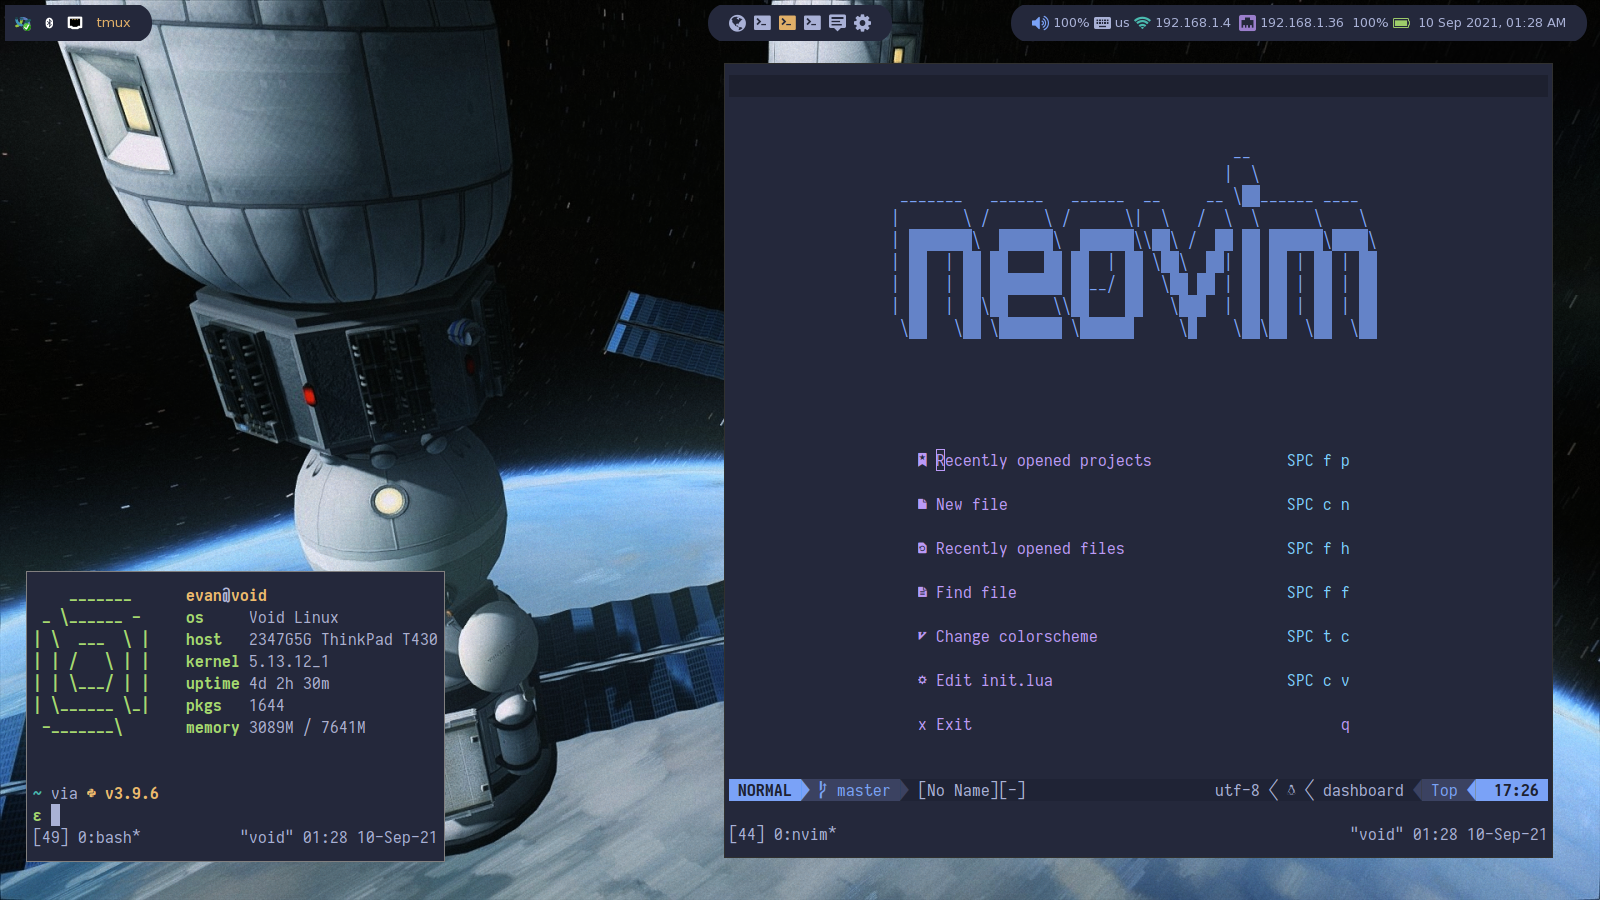 tmux
100% us 192.168.1.4 192.168.1.36 100% 10 Sep 2021, 01:28 AM
neovim
Recently opened projects SPC f p
New file SPC c n
Recently opened files SPC f h
Find file SPC f f
Change colorscheme SPC t c
Edit init.lua SPC c v
x Exit q
NORMAL master [No Name][-] utf-8 dashboard Top 17:26
[44] 0:nvim* "void" 01:28 10-Sep-21
evan@void
os Void Linux
host 2347G5G ThinkPad T430
kernel 5.13.12_1
uptime 4d 2h 30m
pkgs 1644
memory 3089M / 7641M
~ via v3.9.6
ε
[49] 0:bash* "void" 01:28 10-Sep-21